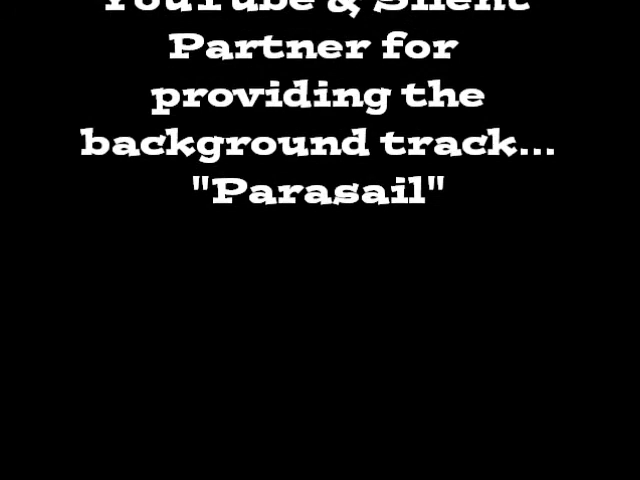 YouTube & Silent
Partner for
providing the
background track...
"Parasail"